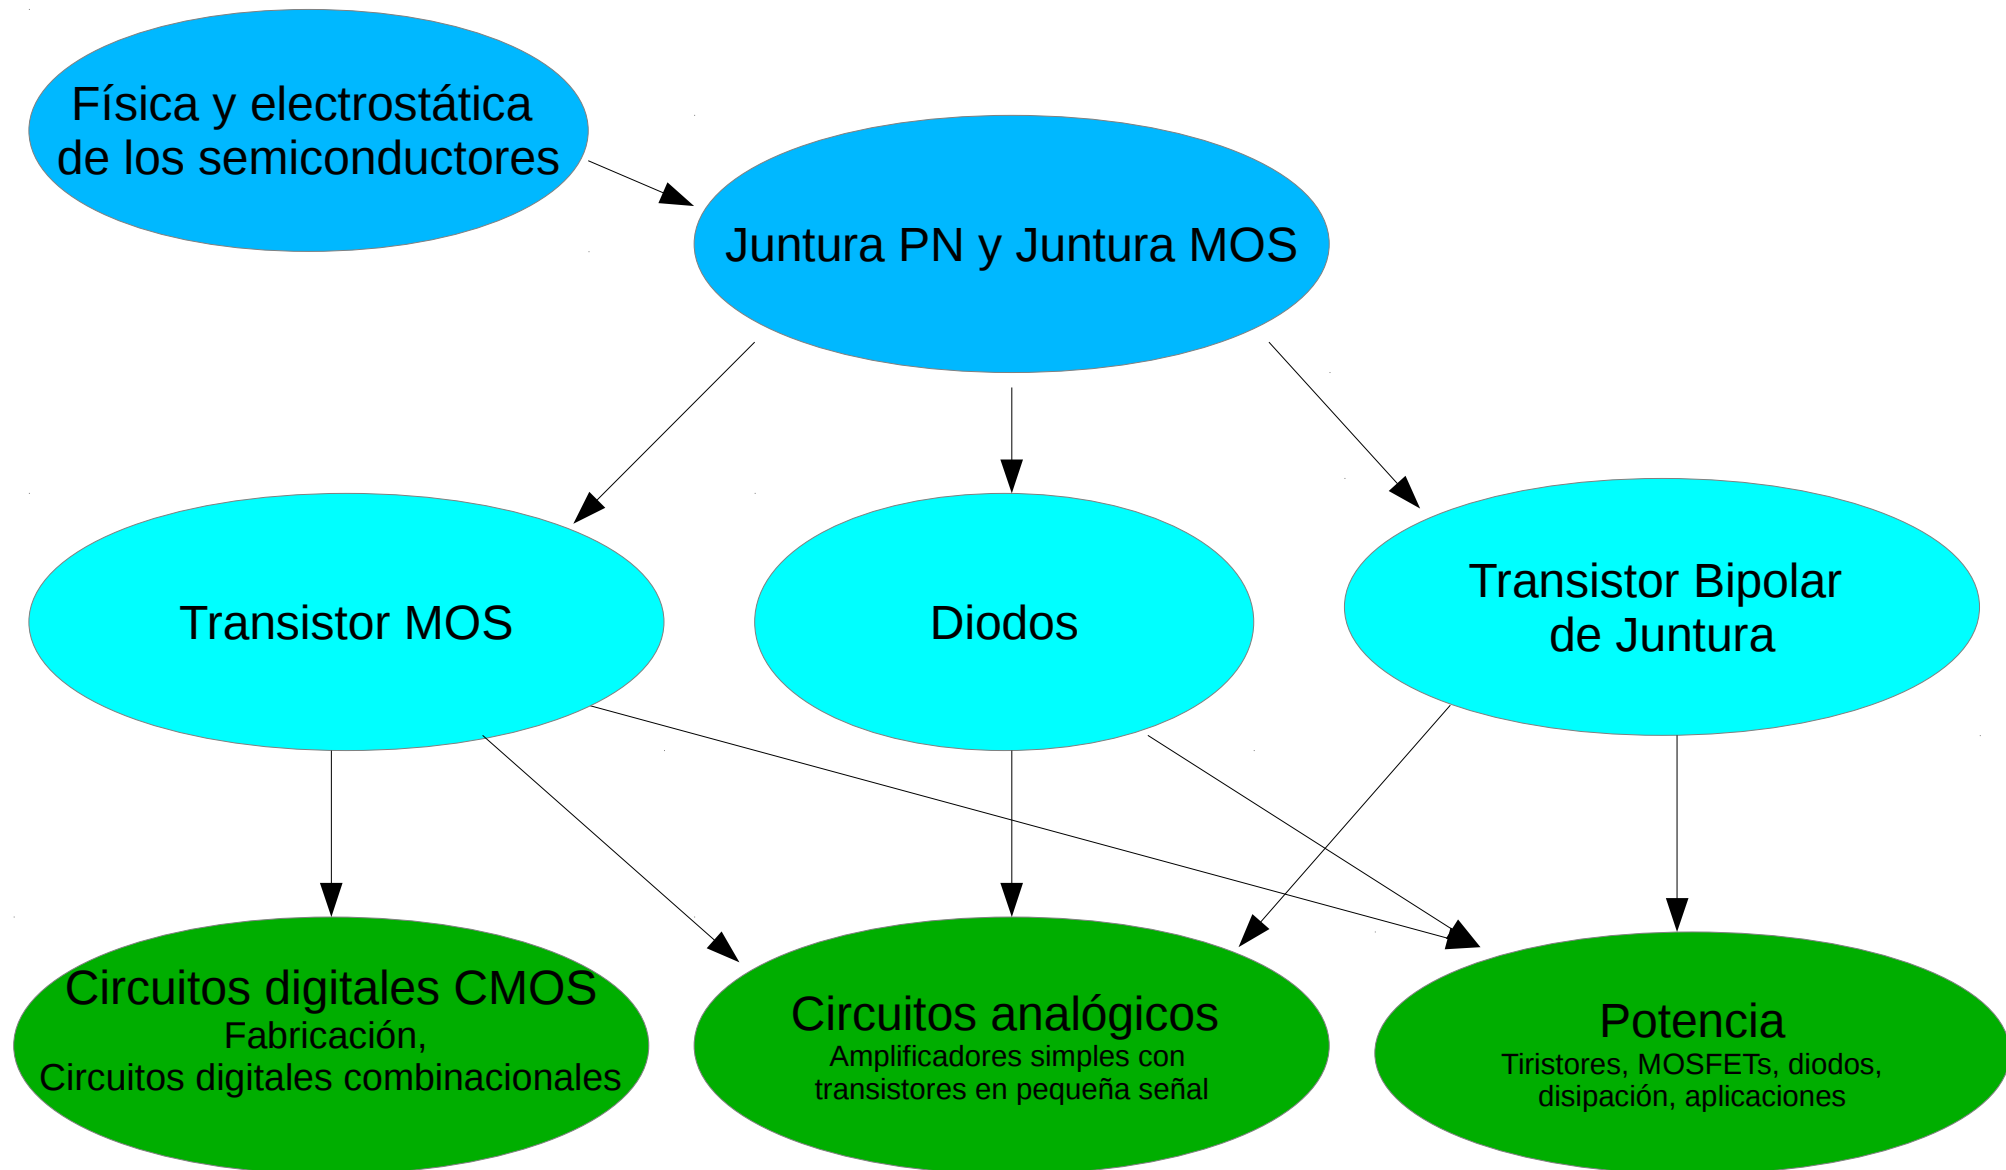 Física y electrostática
de los semiconductores
Juntura PN y Juntura MOS
Transistor MOS
Diodos
Transistor Bipolar
de Juntura
Circuitos digitales CMOS
Fabricación,
Circuitos digitales combinacionales
Circuitos analógicos
Amplificadores simples con
transistores en pequeña señal
Potencia
Tiristores, MOSFETs, diodos,
disipación, aplicaciones